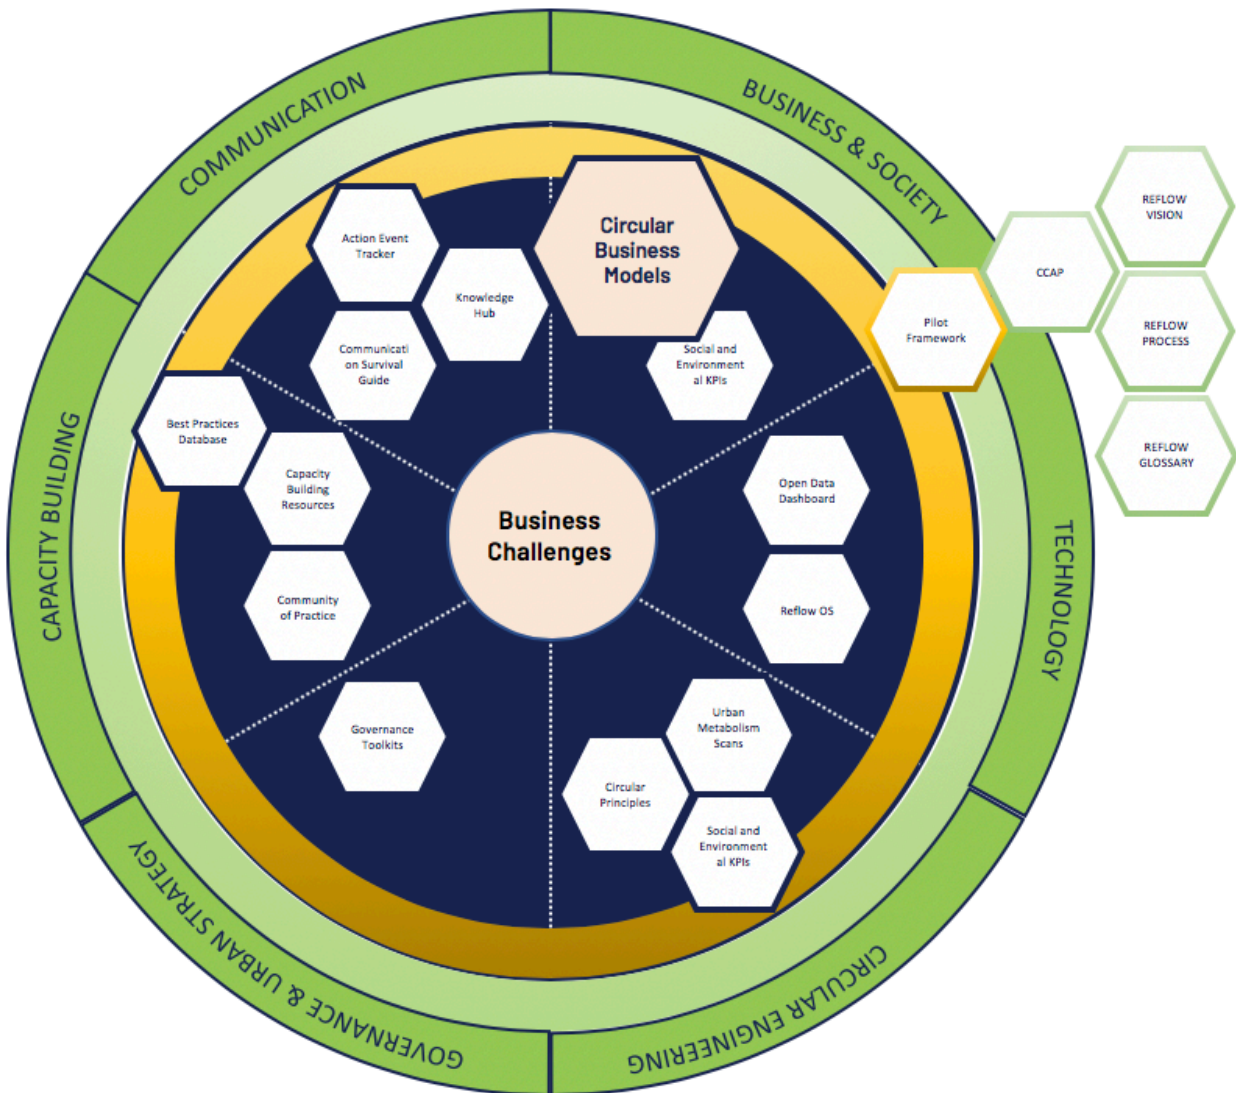 COMMUNICATION
BUSINESS & SOCIETY
TECHNOLOGY
CIRCULAR ENGINEERING
GOVERNANCE & URBAN STRATEGY
CAPACITY BUILDING
Circular
Business
Models
Action Event
Tracker
Knowledge
Hub
Communicati
on Survival
Guide
Social and
Environment
al KPIs
Best Practices
Database
Capacity
Building
Resources
Community
of Practice
Business
Challenges
Open Data
Dashboard
Reflow OS
Governance
Toolkits
Urban
Metabolism
Scans
Circular
Principles
Social and
Environment
al KPIs
Pilot
Framework
CCAP
REFLOW
VISION
REFLOW
PROCESS
REFLOW
GLOSSARY